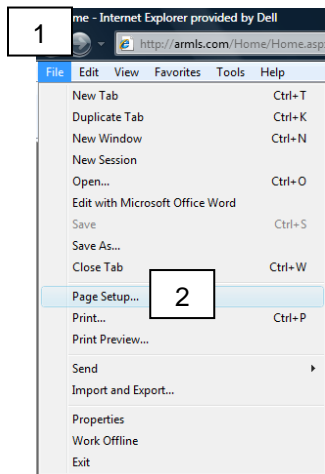 1
me - Internet Explorer provided by Dell
http://armls.com/Home/Home.asp
File Edit View Favorites Tools Help
New Tab Ctrl+T
Duplicate Tab Ctrl+K
New Window Ctrl+N
New Session
Open... Ctrl+O
Edit with Microsoft Office Word
Save Ctrl+S
Save As...
Close Tab Ctrl+W
Page Setup... 2
Print... Ctrl+P
Print Preview...
Send
Import and Export...
Properties
Work Offline
Exit